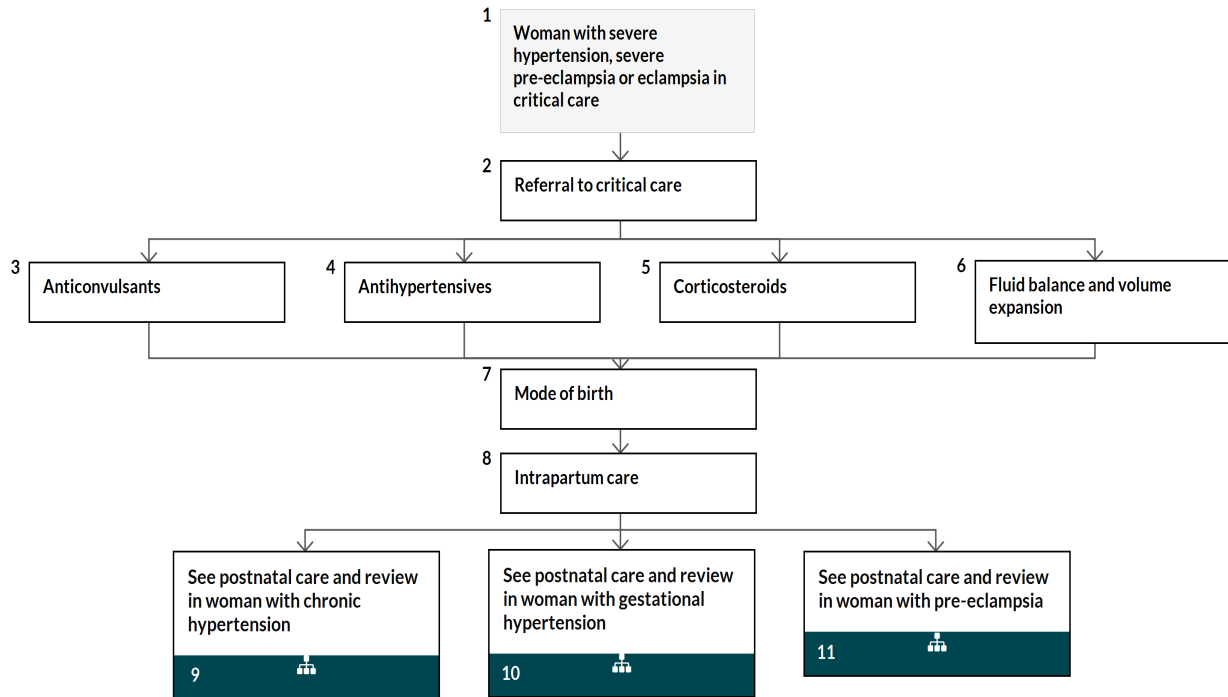 1
Woman with severe
hypertension, severe
pre-eclampsia or eclampsia in
critical care
2
Referral to critical care
3
Anticonvulsants
4
Antihypertensives
5
Corticosteroids
6
Fluid balance and volume
expansion
7
Mode of birth
8
Intrapartum care
See postnatal care and review
in woman with chronic
hypertension
9
See postnatal care and review
in woman with gestational
hypertension
10
See postnatal care and review
in woman with pre-eclampsia
11